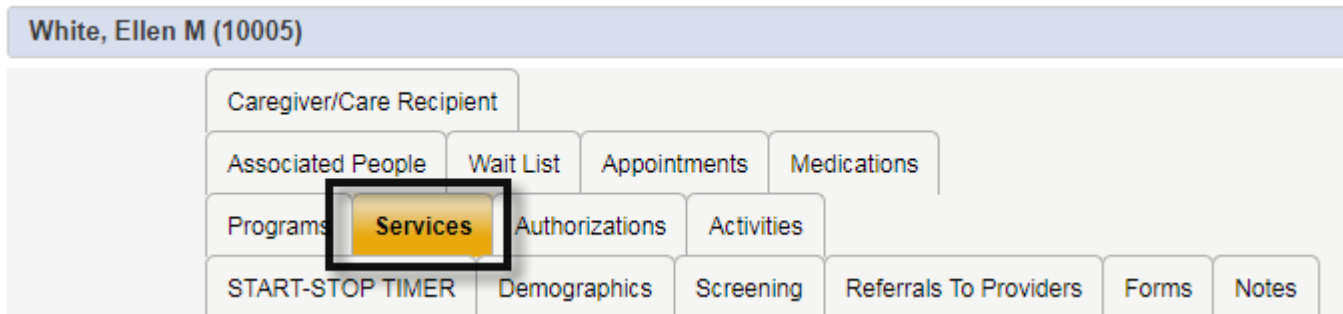 White, Ellen M (10005)
Caregiver/Care Recipient
Associated People Wait List Appointments Medications
Programs Services Authorizations Activities
START-STOP TIMER Demographics Screening Referrals To Providers Forms Notes